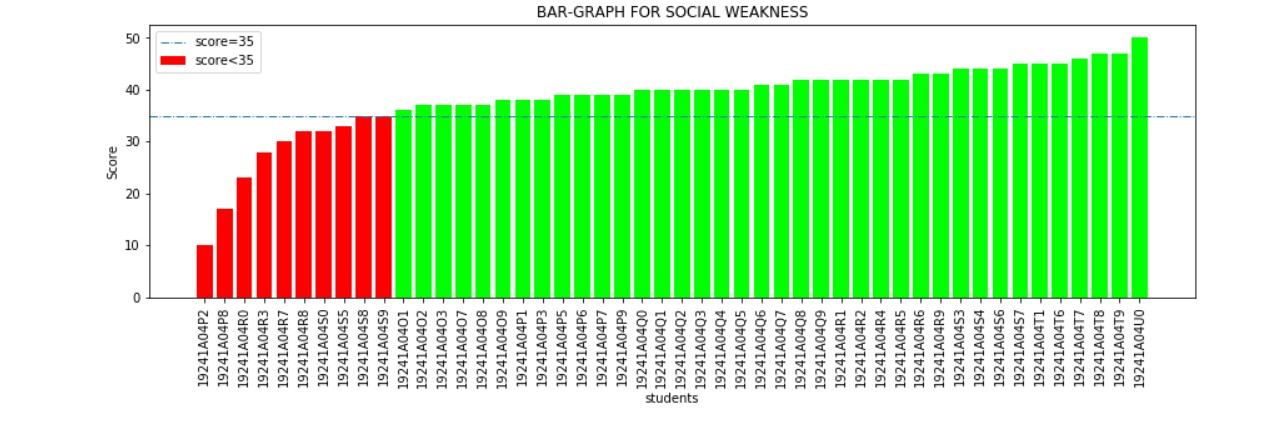 BAR-GRAPH FOR SOCIAL WEAKNESS
score=35
score<35
Score
50
40
30
20
10
0
19241A04P2
19241A04P8
19241A04R0
19241A04R3
19241A04R7
19241A04R8
19241A04S0
19241A04S5
19241A04S8
19241A04S9
19241A04O1
19241A04O2
19241A04O3
19241A04O7
19241A04O8
19241A04O9
19241A04P1
19241A04P3
19241A04P5
19241A04P6
19241A04P7
19241A04P9
19241A04Q0
19241A04Q1
19241A04Q2
19241A04Q3
19241A04Q4
19241A04Q5
19241A04Q6
19241A04Q7
19241A04Q8
19241A04Q9
19241A04R1
19241A04R2
19241A04R4
19241A04R5
19241A04R6
19241A04R9
19241A04S3
19241A04S4
19241A04S6
19241A04S7
19241A04T1
19241A04T6
19241A04T7
19241A04T8
19241A04T9
19241A04U0
students